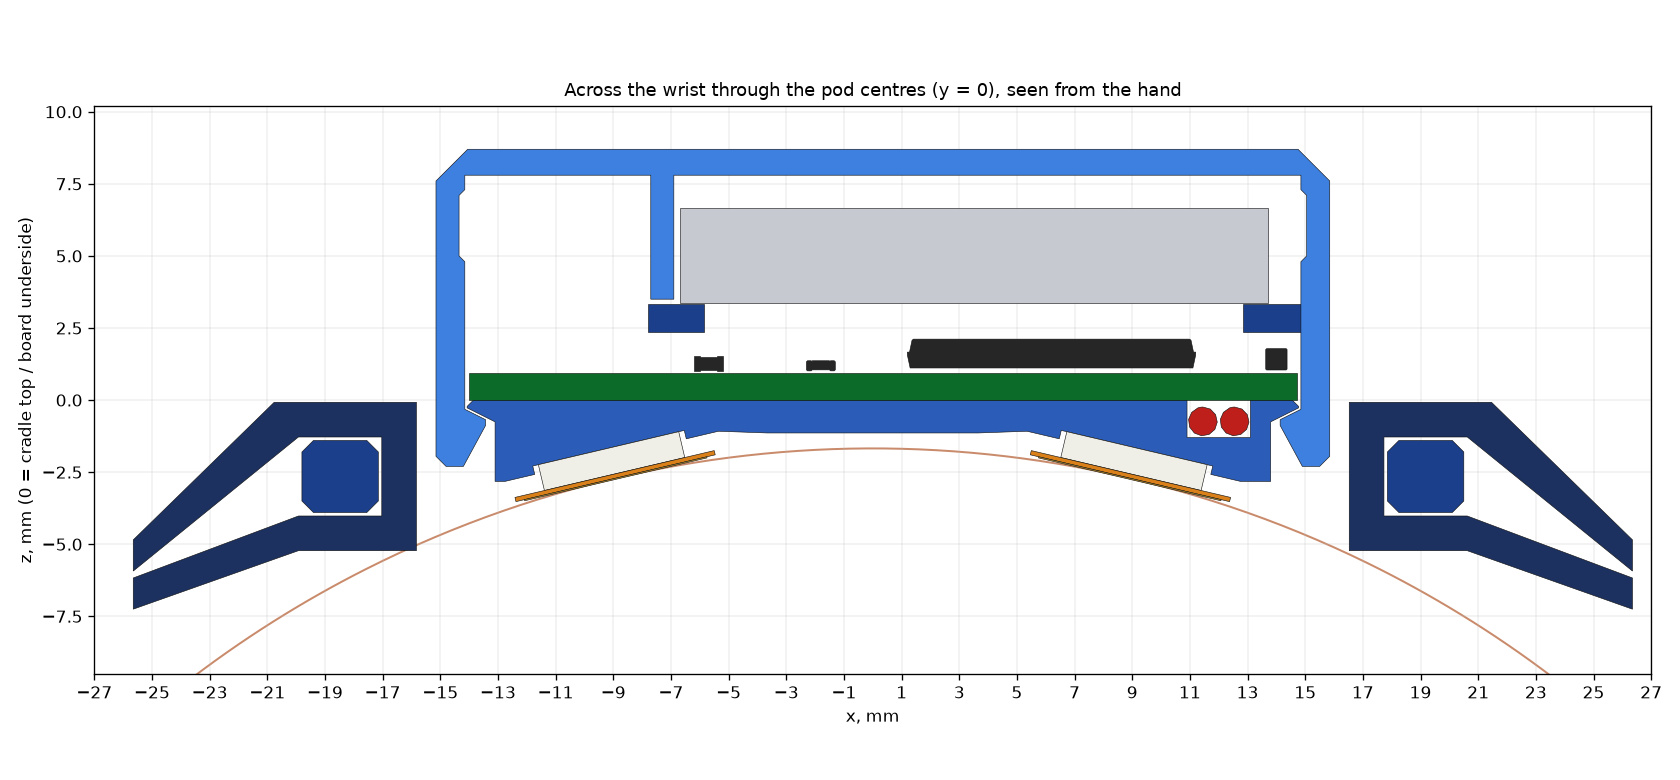 Across the wrist through the pod centres (y = 0), seen from the hand
10.0
7.5
5.0
2.5
0.0
−2.5
−5.0
−7.5
z, mm (0 = cradle top / board underside)
−27 −25 −23 −21 −19 −17 −15 −13 −11 −9 −7 −5 −3 −1 1 3 5 7 9 11 13 15 17 19 21 23 25 27
x, mm